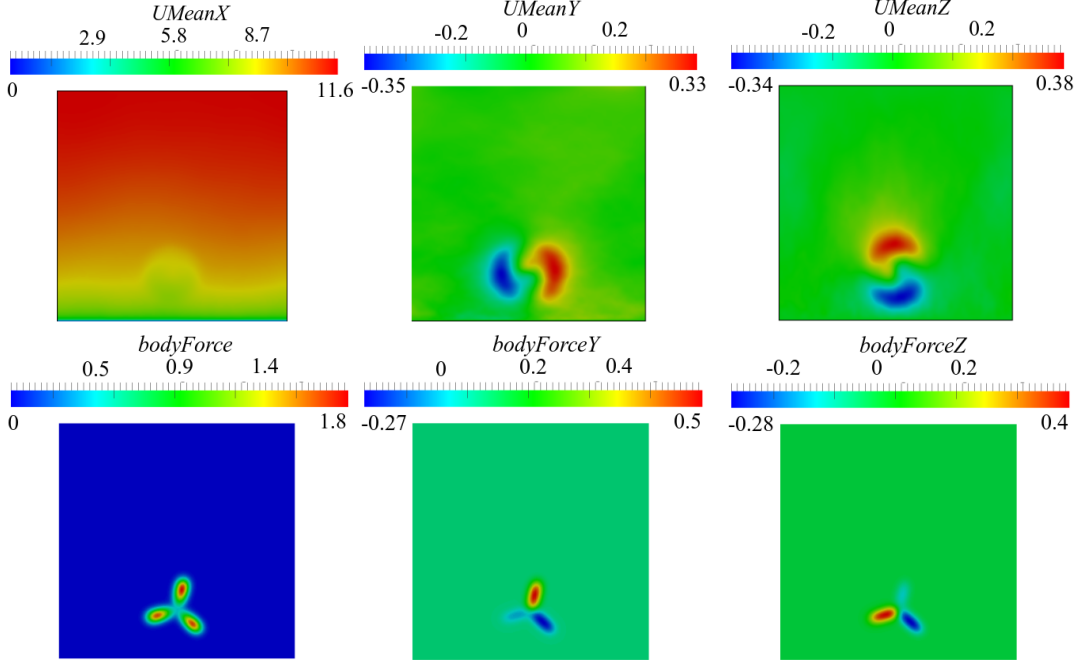 UMeanX
2.9 5.8 8.7
0 11.6
UMeanY
-0.2 0 0.2
-0.35 0.33
UMeanZ
-0.2 0 0.2
-0.34 0.38
bodyForce
0.5 0.9 1.4
0 1.8
bodyForceY
0 0.2 0.4
-0.27 0.5
bodyForceZ
-0.2 0 0.2
-0.28 0.4